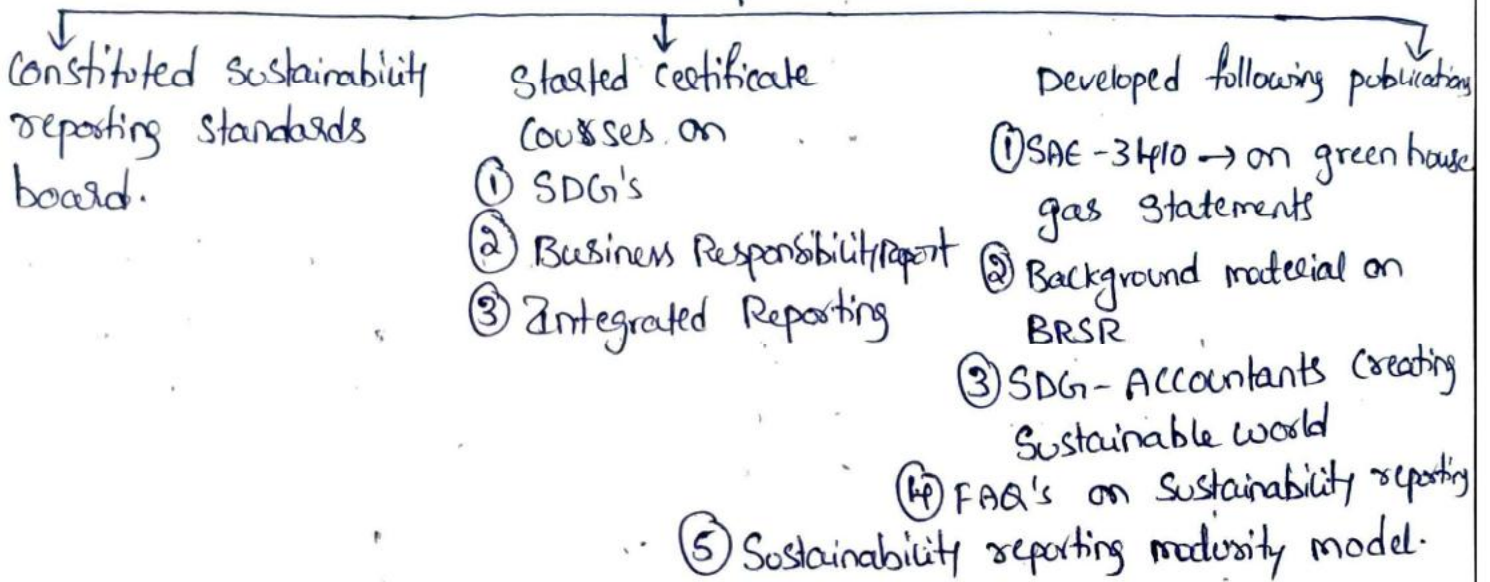 Constituted Sustainability
reporting standards
board.
Started Certificate
Courses on
① SDG's
② Business Responsibility Report
③ Integrated Reporting
Developed following publications
① SAE - 3410 → on green house
gas Statements
② Background material on
BRSR
③ SDG - Accountants Creating
Sustainable world
④ FAQ's on Sustainability reporting
⑤ Sustainability reporting maturity model.